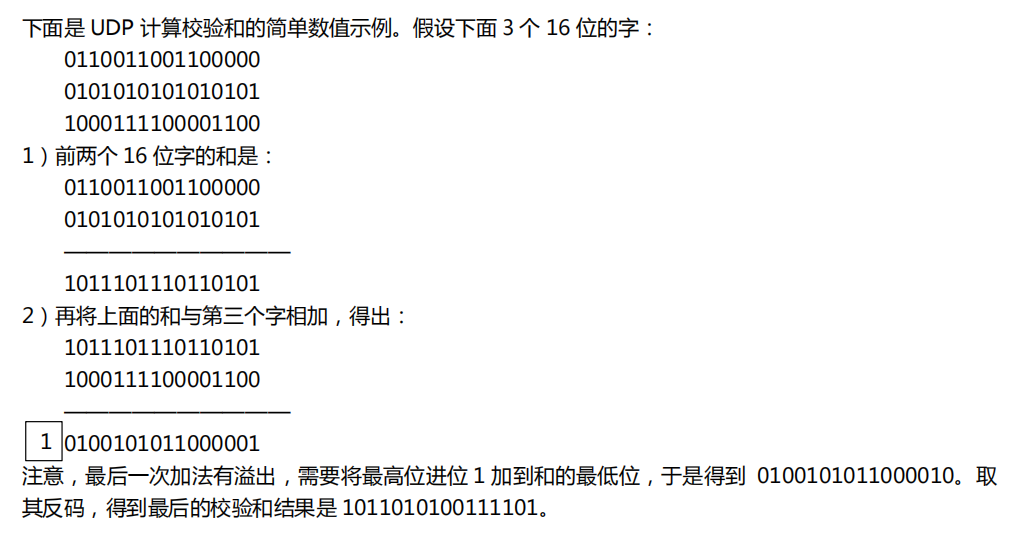 下面是 UDP 计算校验和的简单数值示例。假设下面 3 个 16 位的字：
0110011001100000
0101010101010101
1000111100001100
1）前两个 16 位字的和是：
0110011001100000
0101010101010101
——————————
1011101110110101
2）再将上面的和与第三个字相加，得出：
1011101110110101
1000111100001100
——————————
1 0100101011000001
注意，最后一次加法有溢出，需要将最高位进位 1 加到和的最低位，于是得到 0100101011000010。取
其反码，得到最后的校验和结果是 1011010100111101。